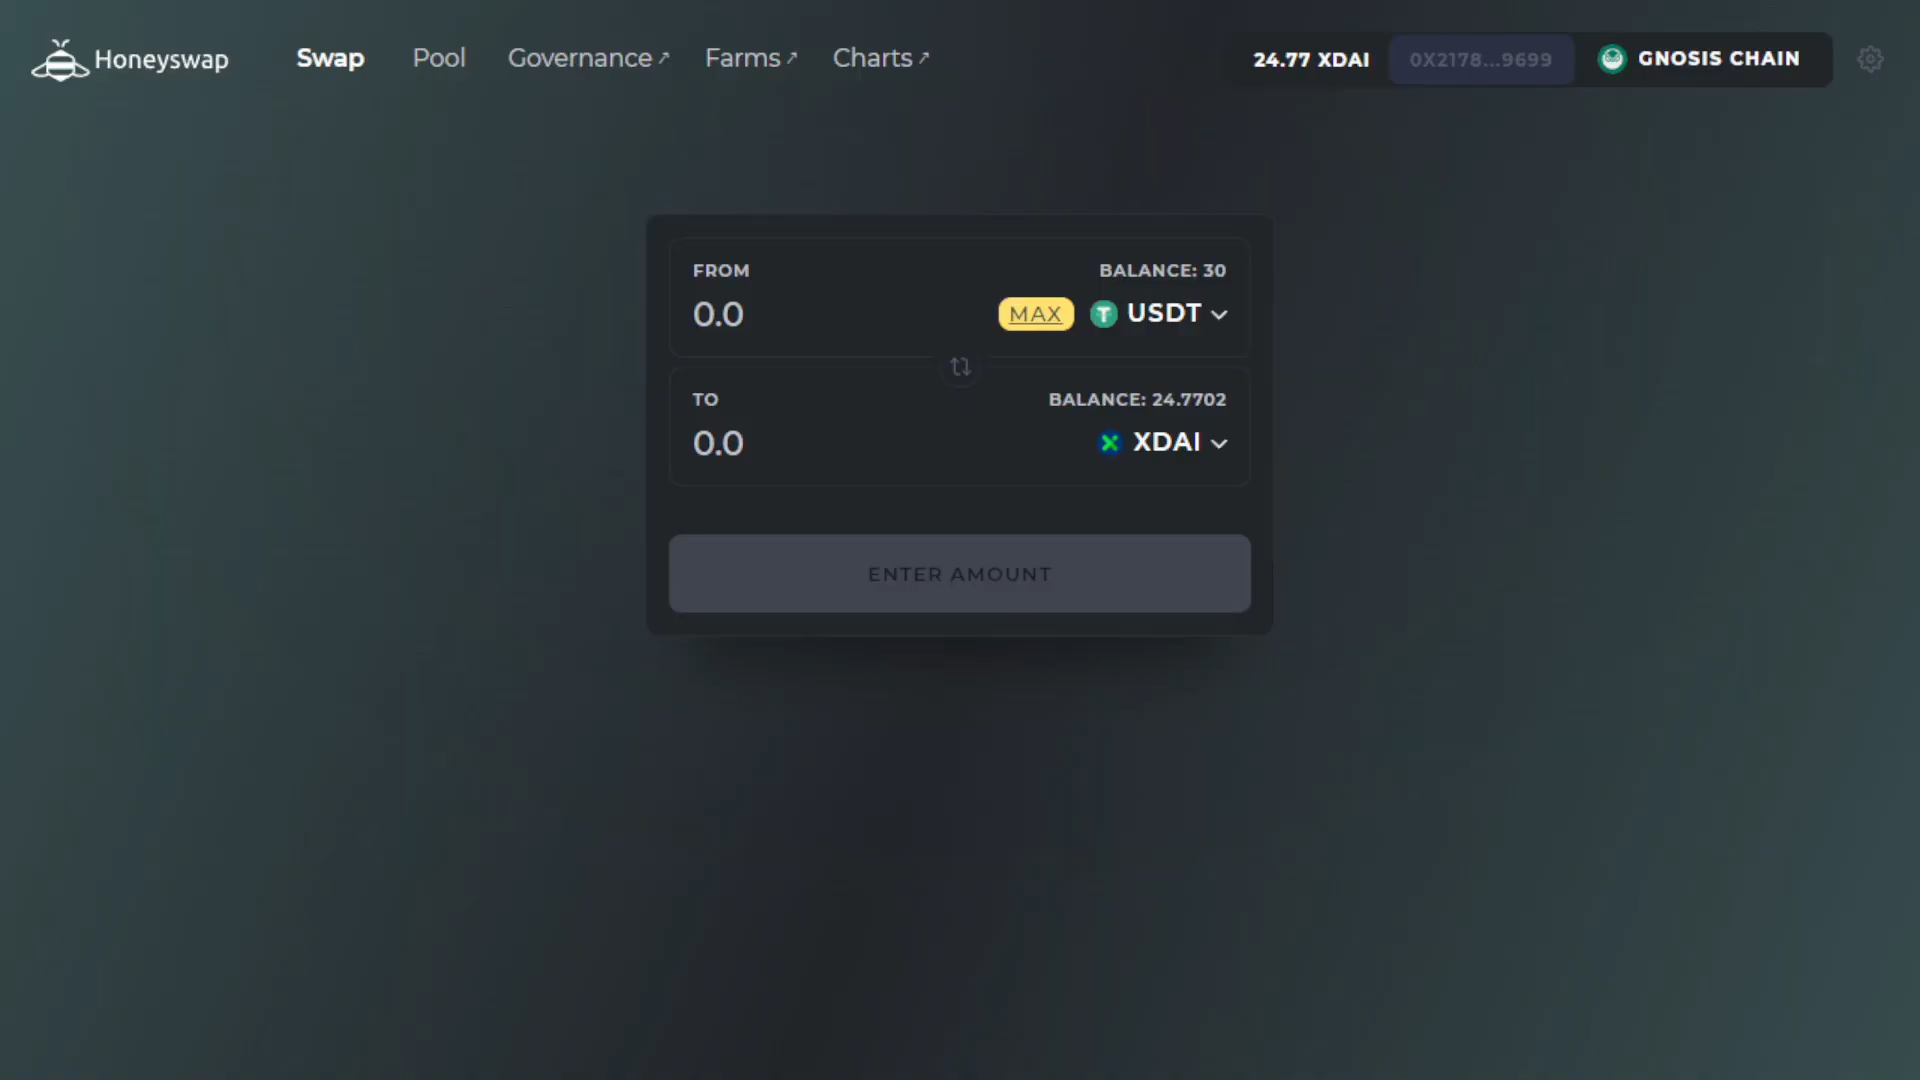 Honeyswap Swap Pool Governance↗ Farms↗ Charts↗ 24.77 XDAI 0X2178...9699 GNOSIS CHAIN
FROM BALANCE: 30
0.0 MAX USDT
TO BALANCE: 24.7702
0.0 XDAI
ENTER AMOUNT